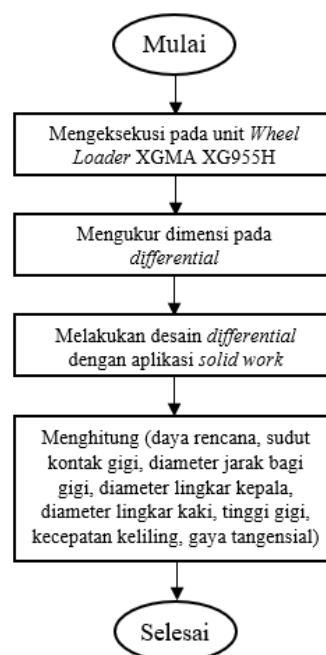 Mulai
Mengeksekusi pada unit Wheel
Loader XGMA XG955H
Mengukur dimensi pada
differential
Melakukan desain differential
dengan aplikasi solid work
Menghitung (daya rencana, sudut
kontak gigi, diameter jarak bagi
gigi, diameter lingkar kepala,
diameter lingkar kaki, tinggi gigi,
kecepatan keliling, gaya tangensial)
Selesai